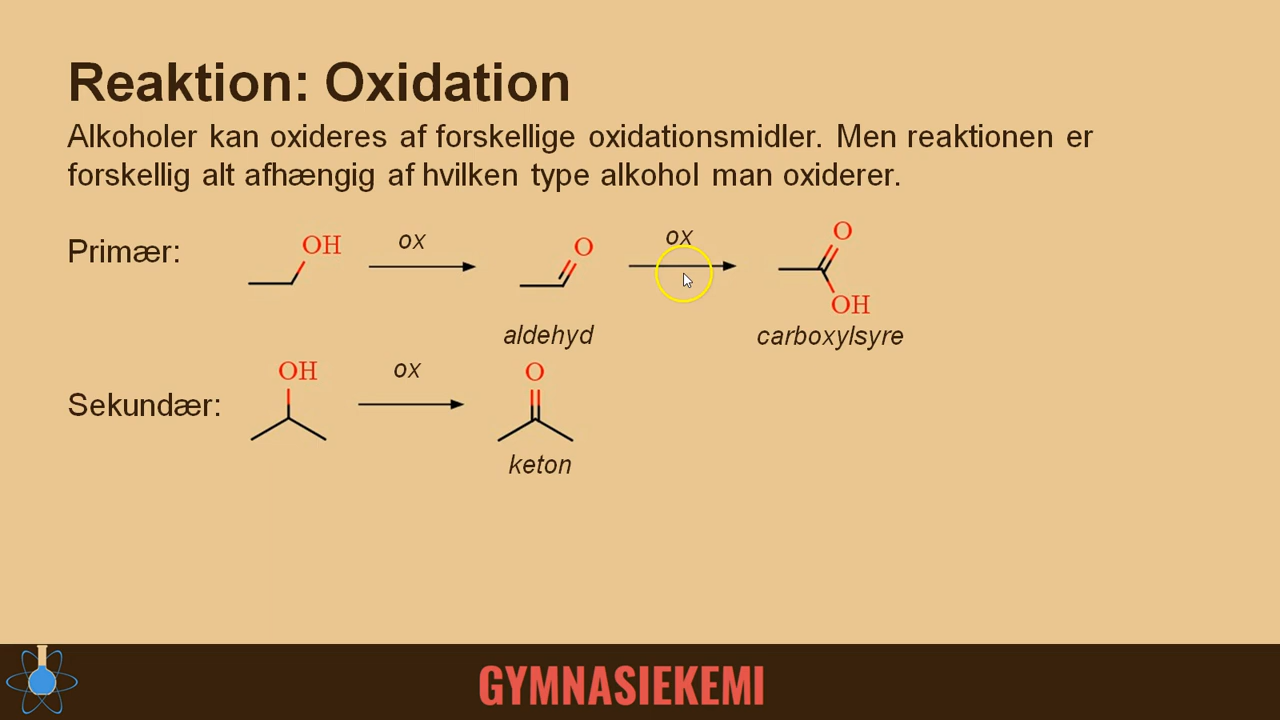 Reaktion: Oxidation
Alkoholer kan oxideres af forskellige oxidationsmidler. Men reaktionen er
forskellig alt afhængig af hvilken type alkohol man oxiderer.
Primær:
OH
ox
O
ox
O
OH
aldehyd
carboxylsyre
Sekundær:
OH
ox
O
keton
GYMNASIEKEMI